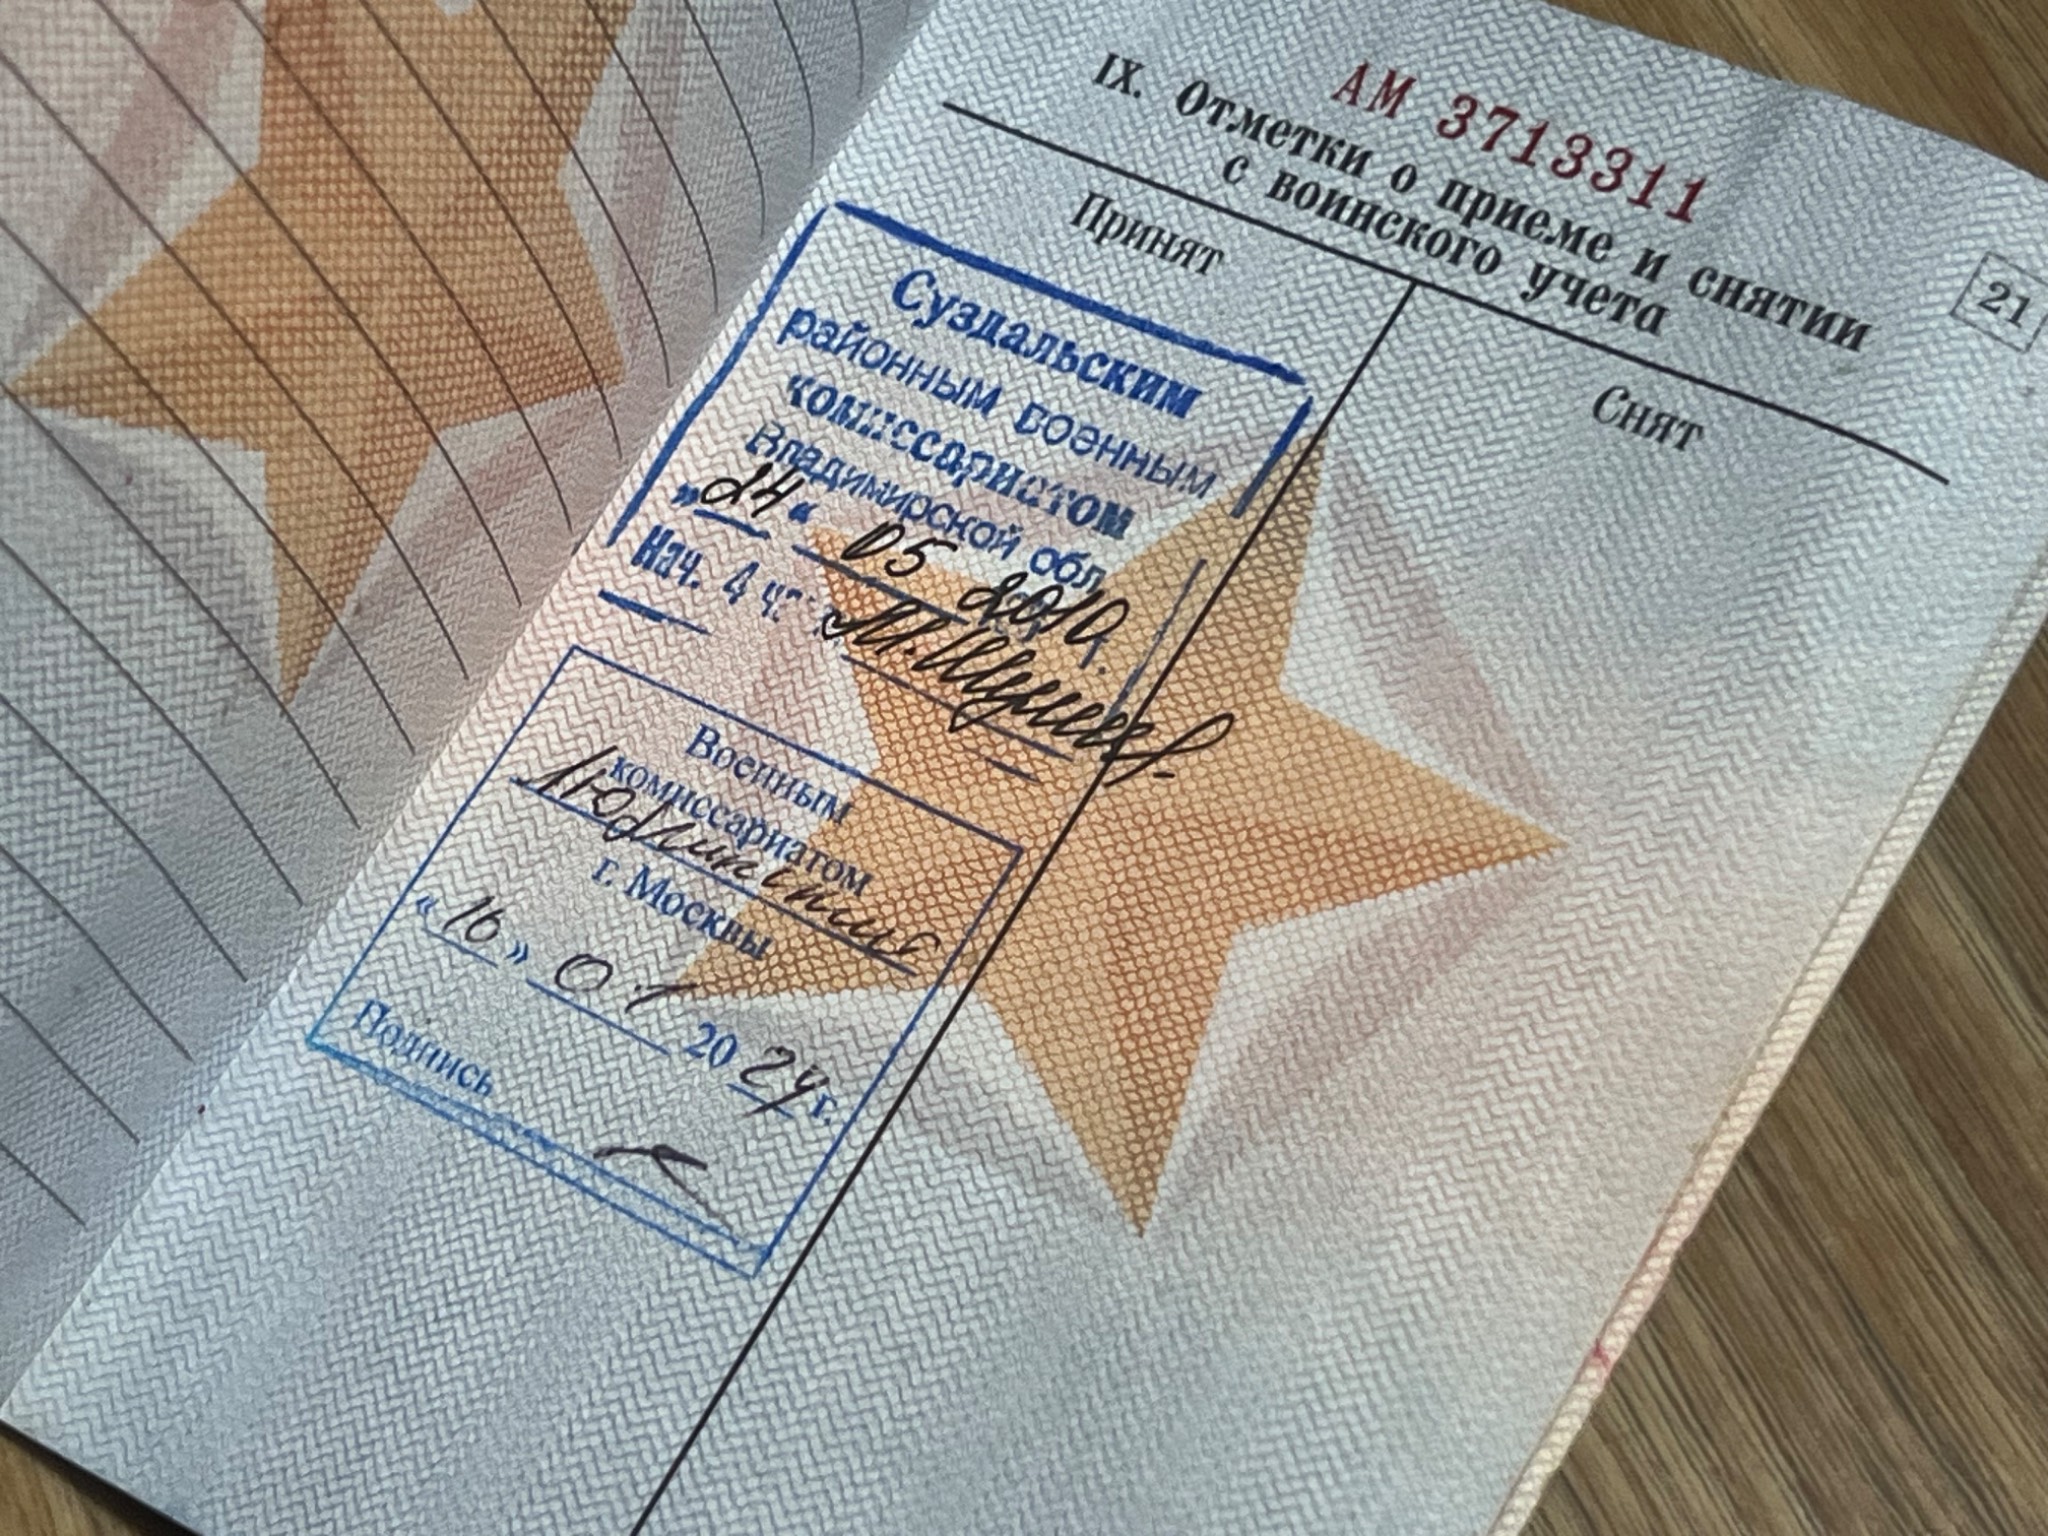 АМ 3713311
IX. Отметки о приеме и снятии
с воинского учета
21
Принят
Снят
Суздальским
районным военным
комиссариатом
Владимирской обл.
„24“ 05 2010г.
Нач. 4
Военным
комиссариатом
г. Москвы
«16» 01 2024 г.
Подпись